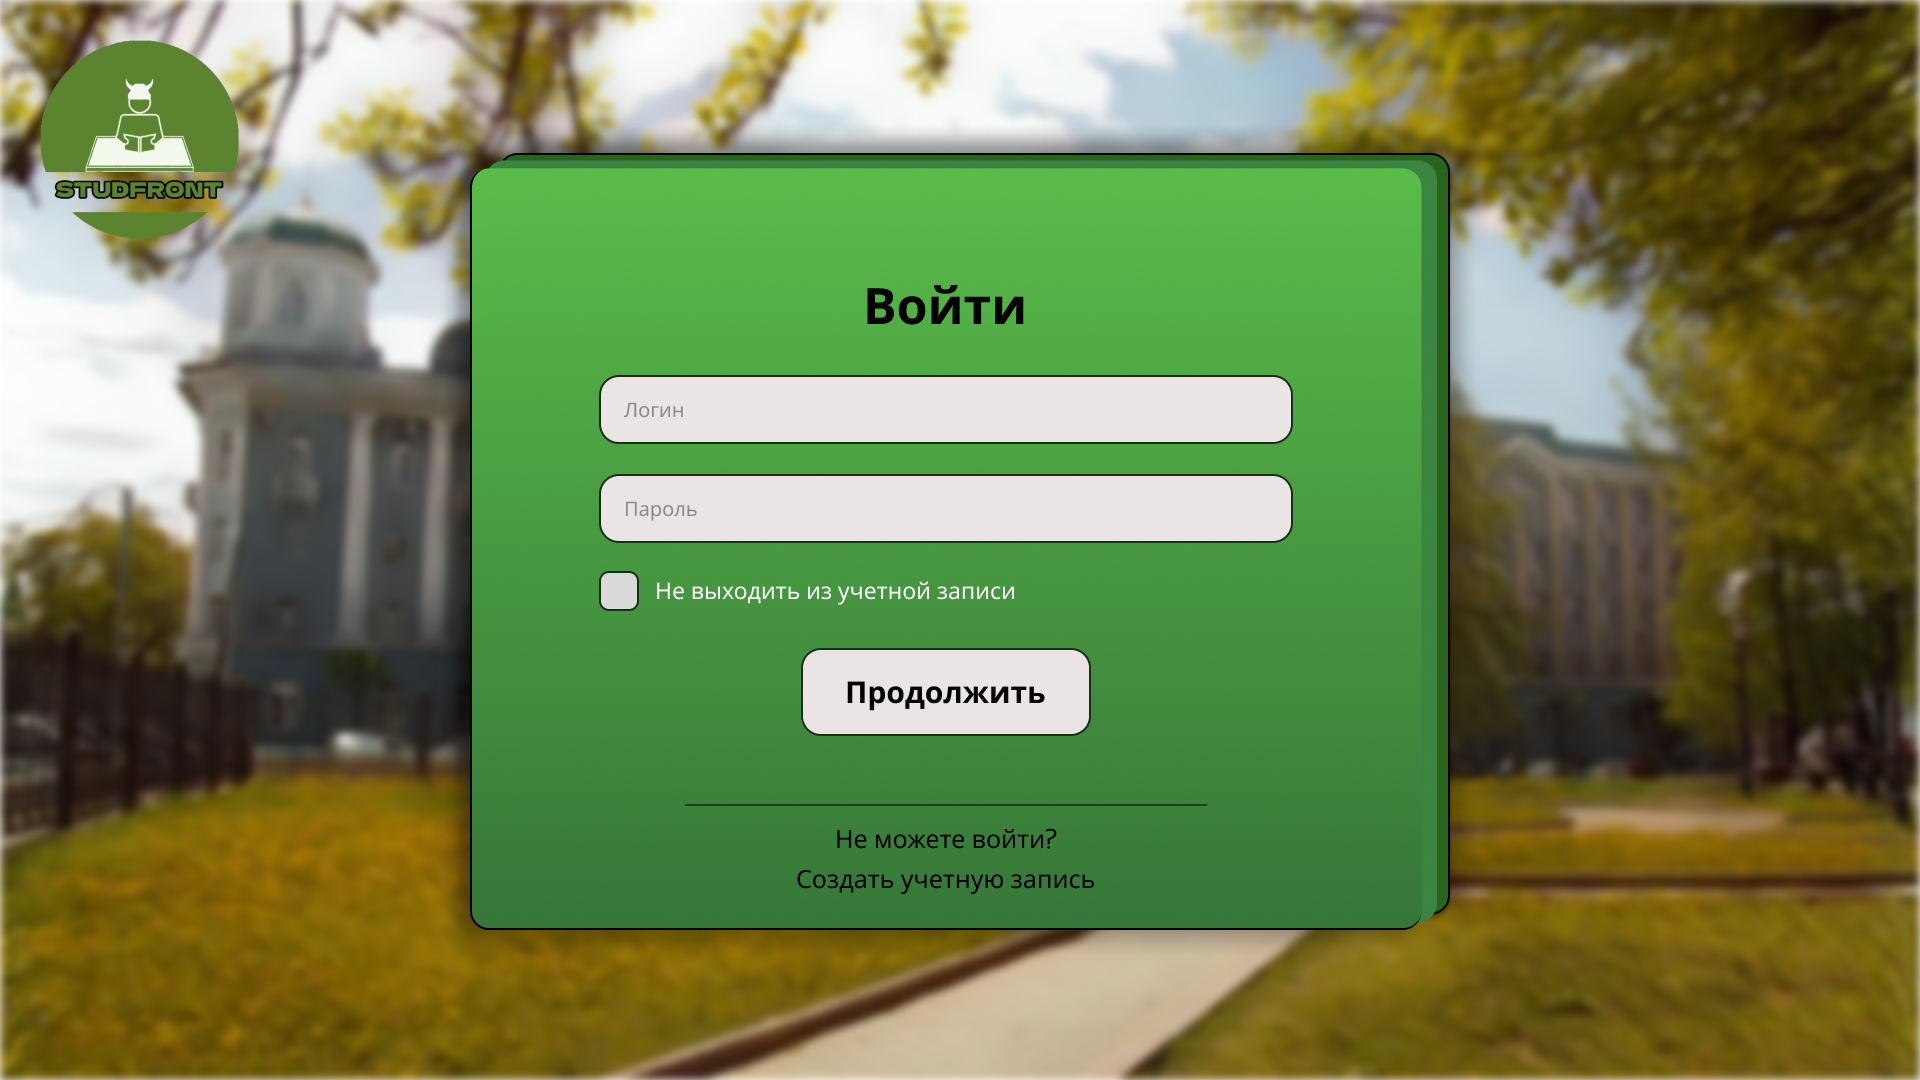 STUDFRONT
Войти
Логин
Пароль
Не выходить из учетной записи
Продолжить
Не можете войти?
Создать учетную запись